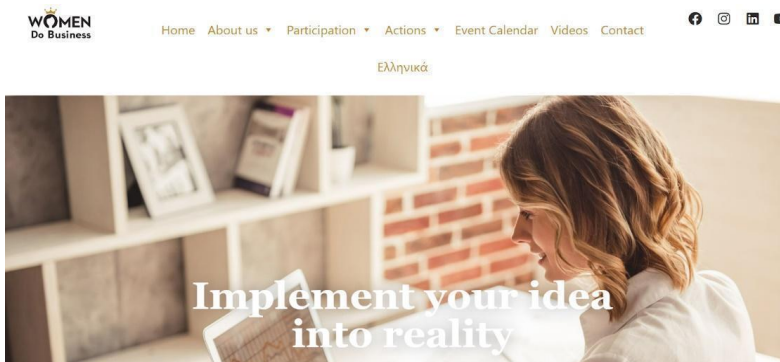 WOMEN
Do Business
Home About us Participation Actions Event Calendar Videos Contact
Ελληνικά
Implement your idea
into reality